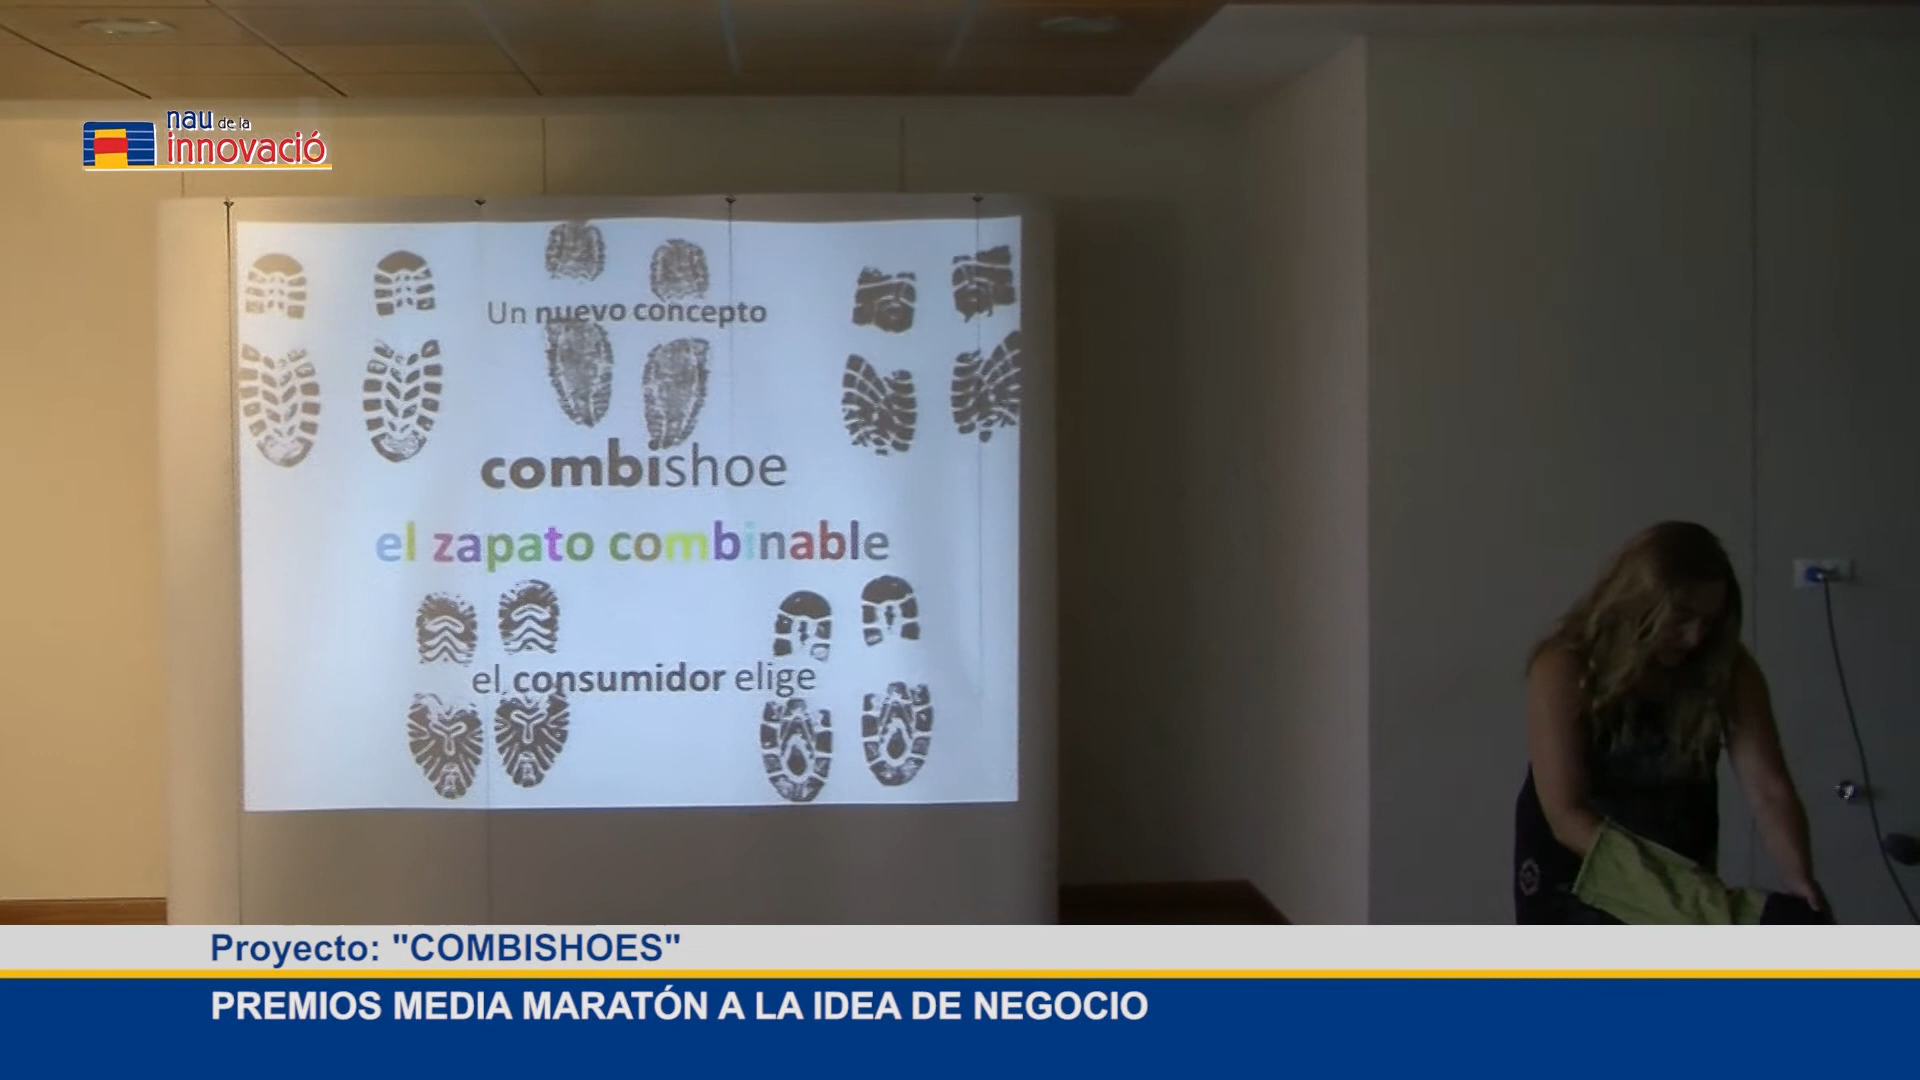 nau de la
innovació
Un nuevo concepto
combishoe
el zapato combinable
el consumidor elige
Proyecto: "COMBISHOES"
PREMIOS MEDIA MARATÓN A LA IDEA DE NEGOCIO